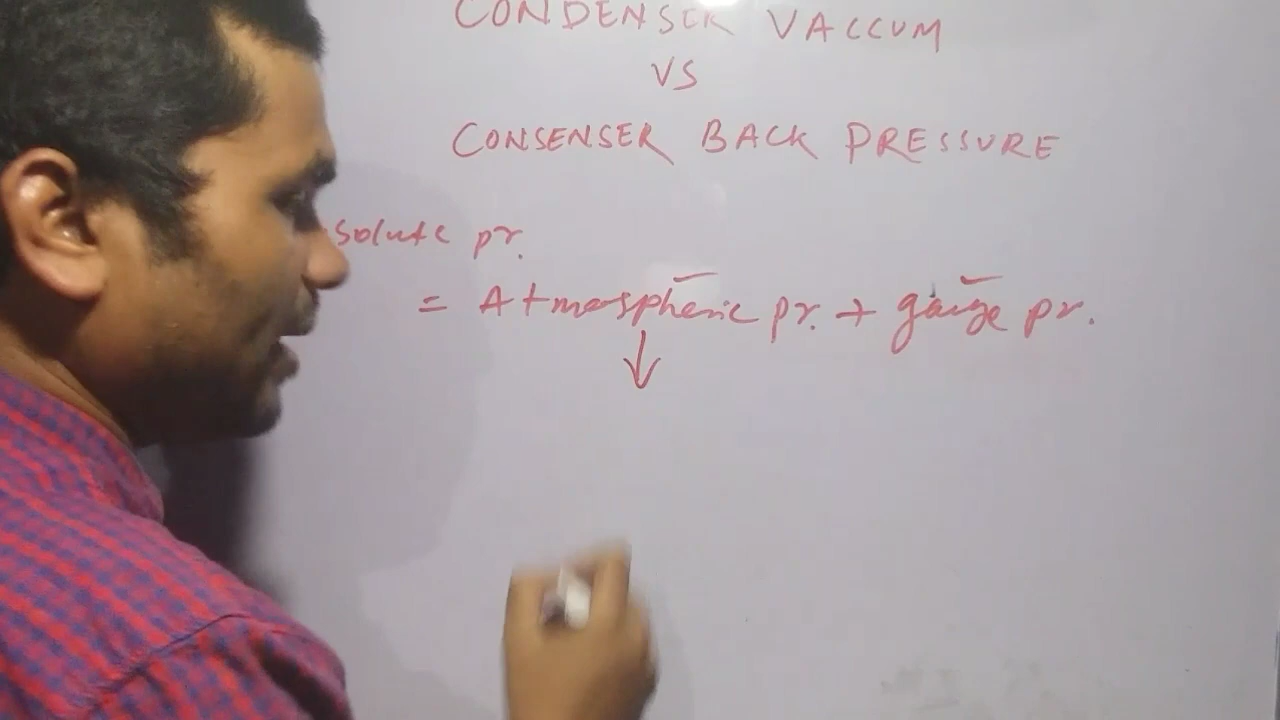 CONDENSER VACCUM
VS
CONSENSER BACK PRESSURE
solute pr.
= Atmospheric pr. + gauge pr.